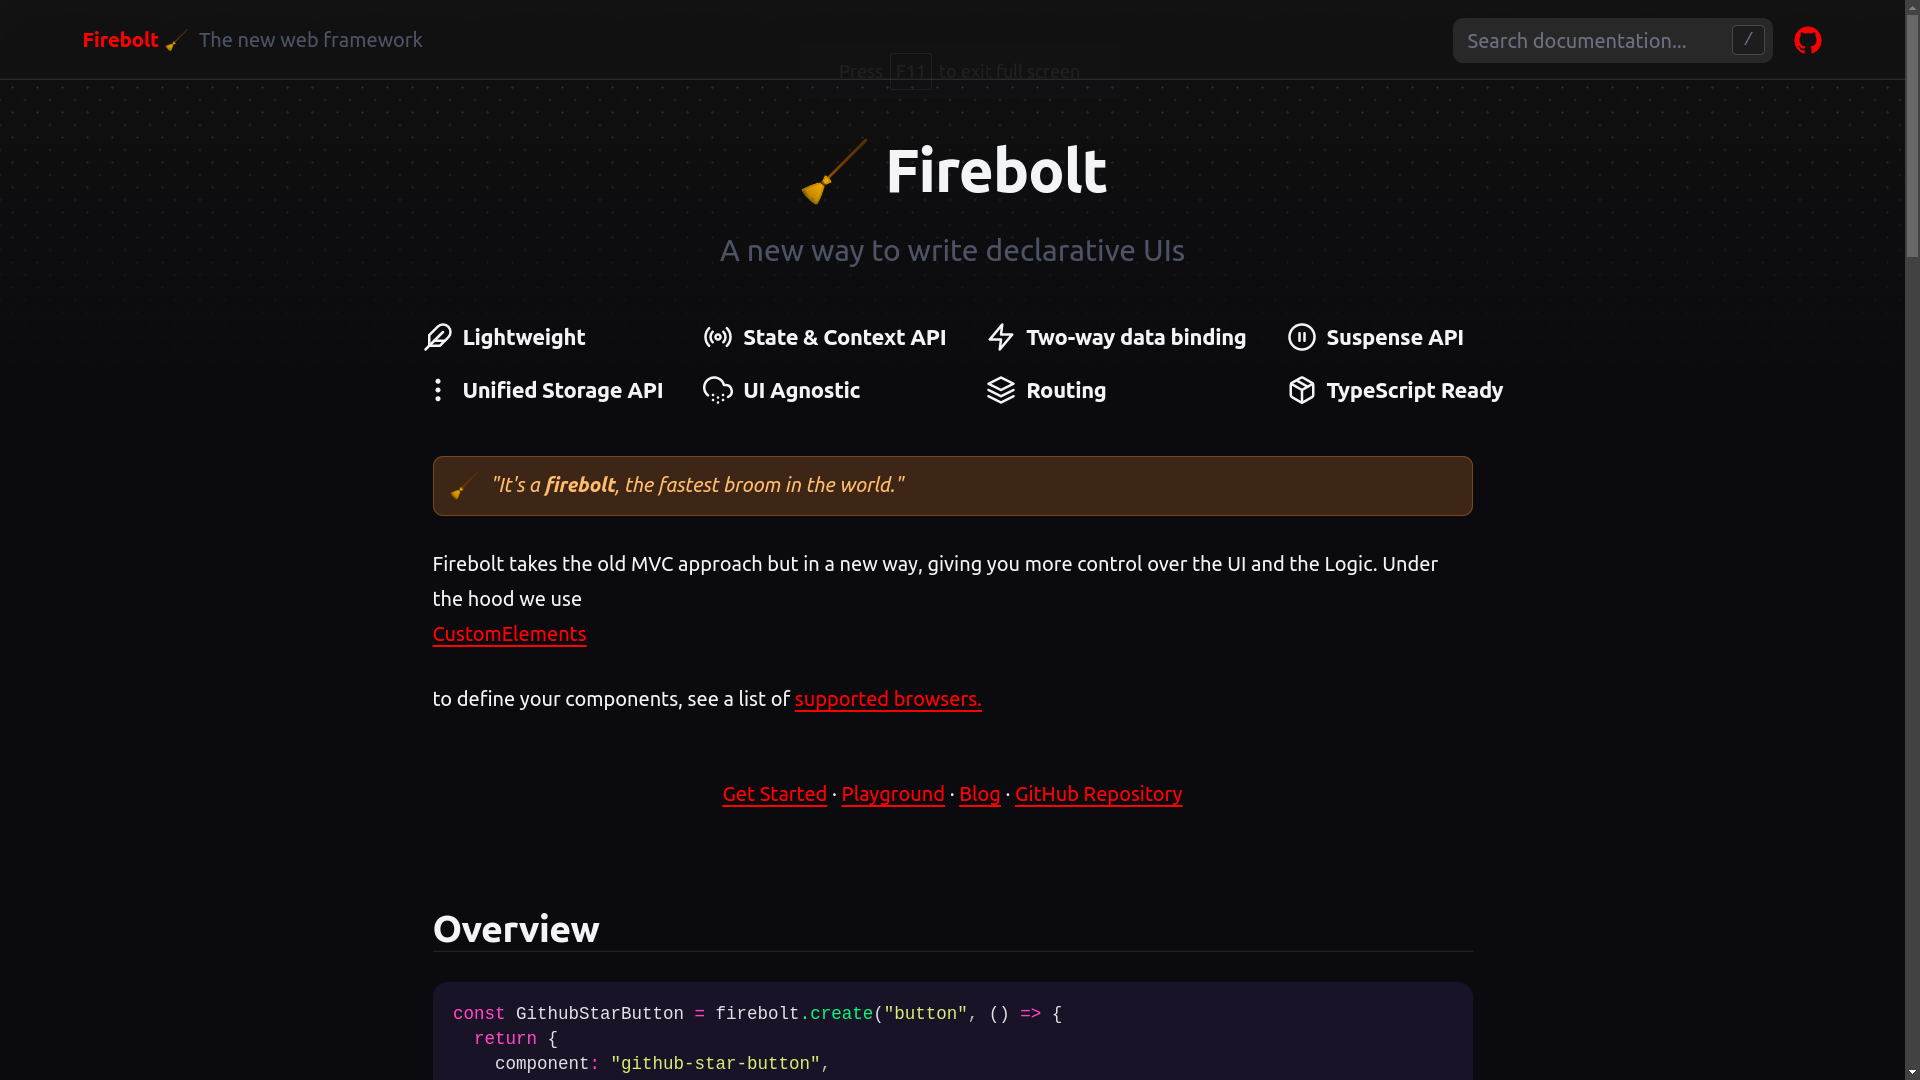 Firebolt The new web framework
Search documentation... /
Press F11 to exit full screen
Firebolt
A new way to write declarative UIs
Lightweight
State & Context API
Two-way data binding
Suspense API
Unified Storage API
UI Agnostic
Routing
TypeScript Ready
"It's a firebolt, the fastest broom in the world."
Firebolt takes the old MVC approach but in a new way, giving you more control over the UI and the Logic. Under
the hood we use
CustomElements
to define your components, see a list of supported browsers.
Get Started · Playground · Blog · GitHub Repository
Overview
const GithubStarButton = firebolt.create("button", () => {
  return {
    component: "github-star-button",